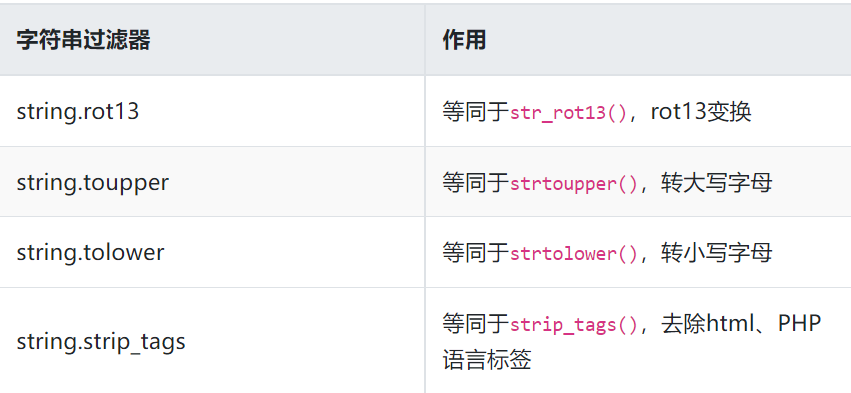 字符串过滤器
作用
string.rot13
等同于str_rot13(), rot13变换
string.toupper
等同于strtoupper(), 转大写字母
string.tolower
等同于strtolower(), 转小写字母
string.strip_tags
等同于strip_tags(), 去除html、PHP
语言标签